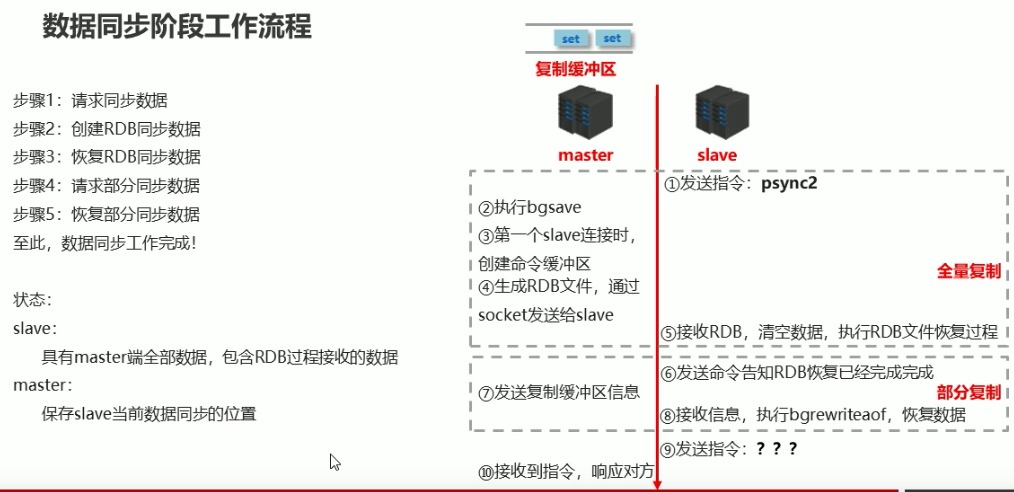 数据同步阶段工作流程
步骤1：请求同步数据
步骤2：创建RDB同步数据
步骤3：恢复RDB同步数据
步骤4：请求部分同步数据
步骤5：恢复部分同步数据
至此，数据同步工作完成！
状态：
slave：
具有master端全部数据，包含RDB过程接收的数据
master：
保存slave当前数据同步的位置
set set
复制缓冲区
master
slave
①发送指令：psync2
②执行bgsave
③第一个slave连接时，
创建命令缓冲区
④生成RDB文件，通过
socket发送给slave
全量复制
⑤接收RDB，清空数据，执行RDB文件恢复过程
⑥发送命令告知RDB恢复已经完成完成
⑦发送复制缓冲区信息
部分复制
⑧接收信息，执行bgrewriteaof，恢复数据
⑨发送指令：？？？
⑩接收到指令，响应对方